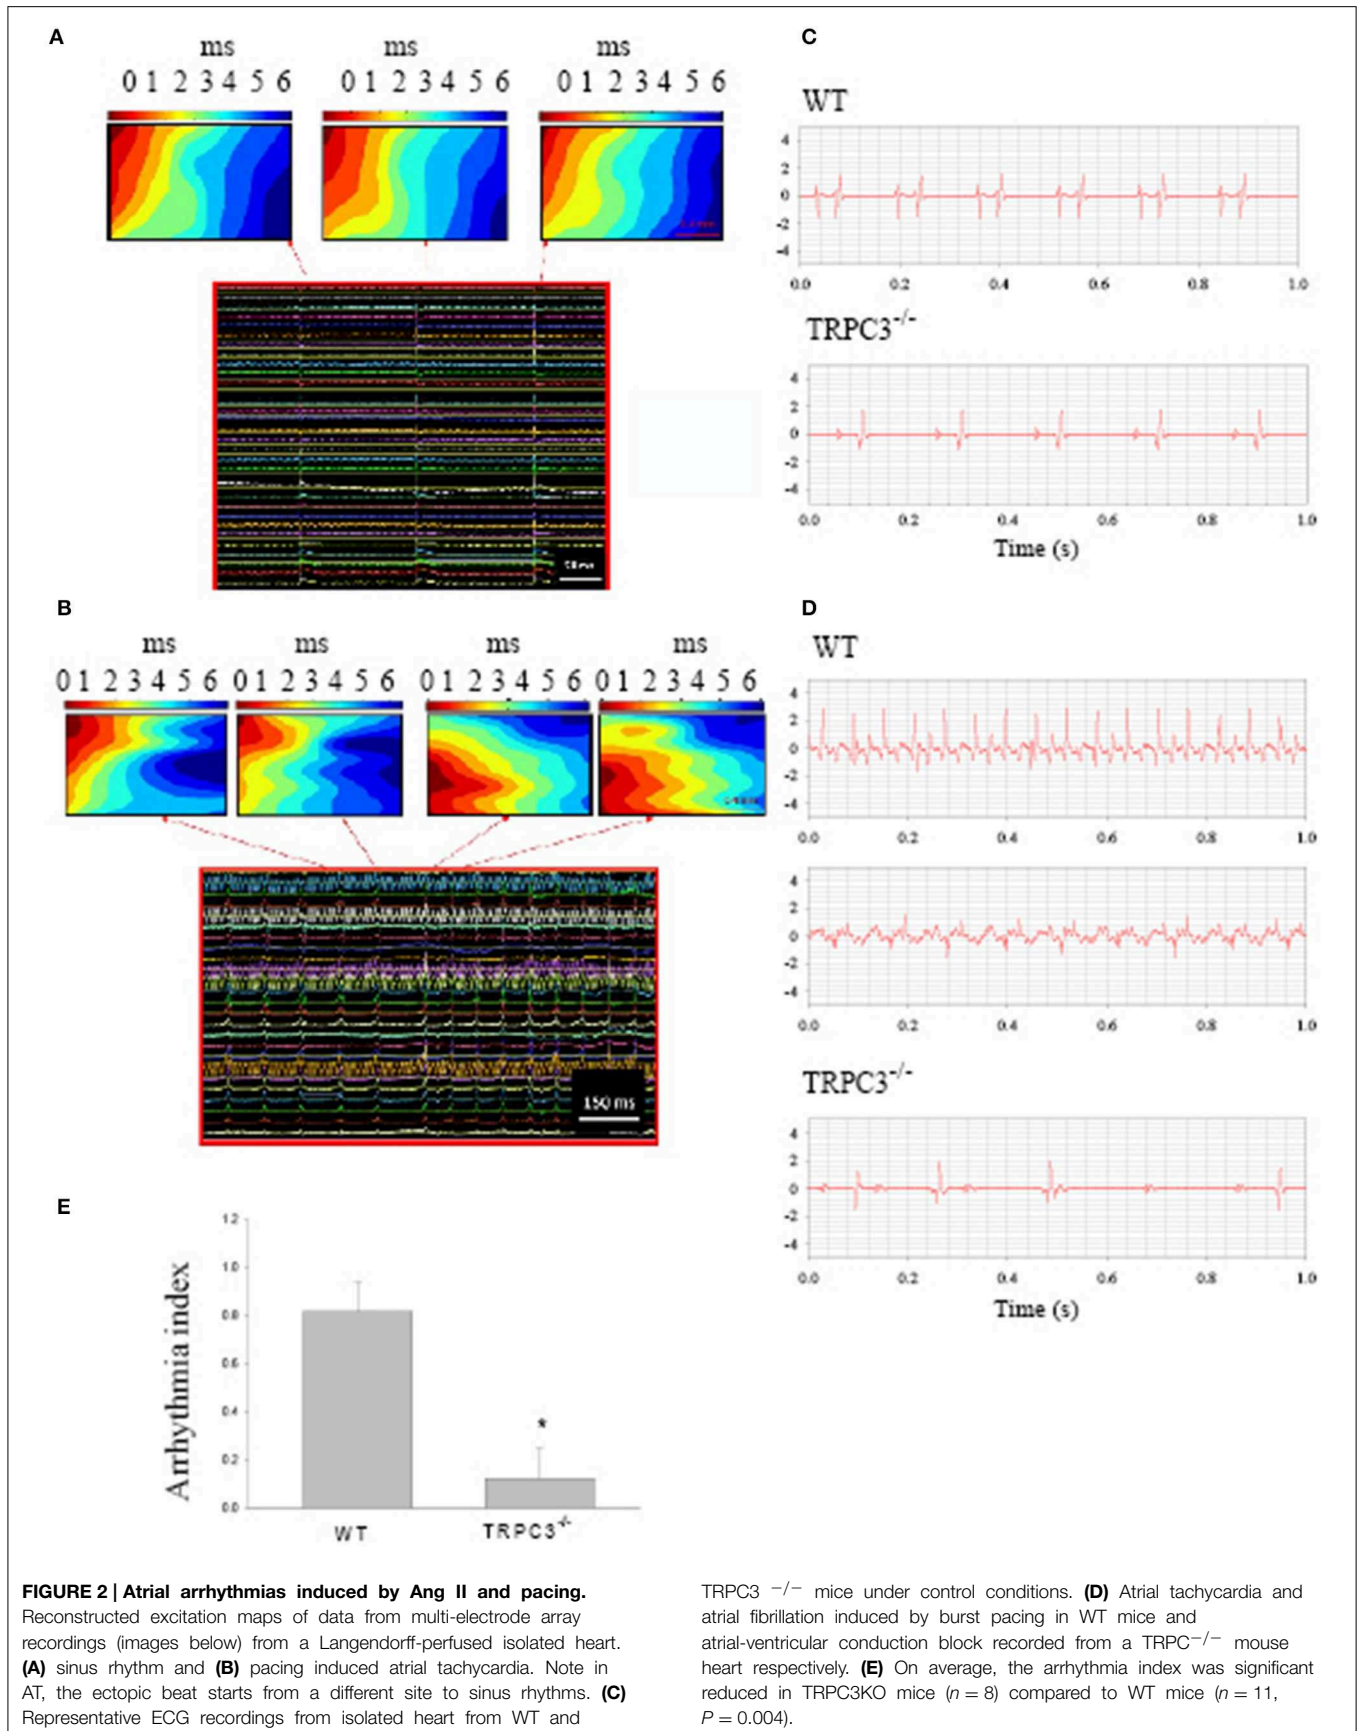 A
ms
ms
ms
0 1 2 3 4 5 6
0 1 2 3 4 5 6
0 1 2 3 4 5 6
50 ms
B
ms
ms
ms
ms
0 1 2 3 4 5 6
0 1 2 3 4 5 6
0 1 2 3 4 5 6
0 1 2 3 4 5 6
150 ms
C
WT
4
2
0
-2
-4
0.0 0.2 0.4 0.6 0.8 1.0
TRPC3-/-
4
2
0
-2
-4
0.0 0.2 0.4 0.6 0.8 1.0
Time (s)
D
WT
4
2
0
-2
-4
0.0 0.2 0.4 0.6 0.8 1.0
4
2
0
-2
-4
0.0 0.2 0.4 0.6 0.8 1.0
TRPC3-/-
4
2
0
-2
-4
0.0 0.2 0.4 0.6 0.8 1.0
Time (s)
E
Arrhythmia index
1.2
1.0
0.8
0.6
0.4
0.2
0.0
*
WT
TRPC3-/-
FIGURE 2 | Atrial arrhythmias induced by Ang II and pacing.
Reconstructed excitation maps of data from multi-electrode array
recordings (images below) from a Langendorff-perfused isolated heart.
(A) sinus rhythm and (B) pacing induced atrial tachycardia. Note in
AT, the ectopic beat starts from a different site to sinus rhythms. (C)
Representative ECG recordings from isolated heart from WT and
TRPC3 −/− mice under control conditions. (D) Atrial tachycardia and
atrial fibrillation induced by burst pacing in WT mice and
atrial-ventricular conduction block recorded from a TRPC−/− mouse
heart respectively. (E) On average, the arrhythmia index was significant
reduced in TRPC3KO mice (n = 8) compared to WT mice (n = 11,
P = 0.004).